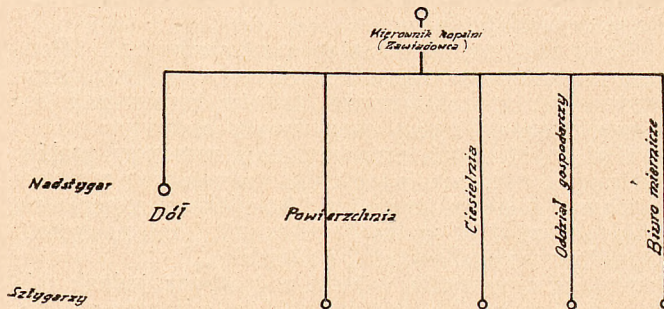 Kierownik kopalni
(Zawiadowca)
Nadsztygar
Dół
Powierzchnia
Ciesielnia
Oddział gospodarczy
Biuro miernicze
Sztygarzy